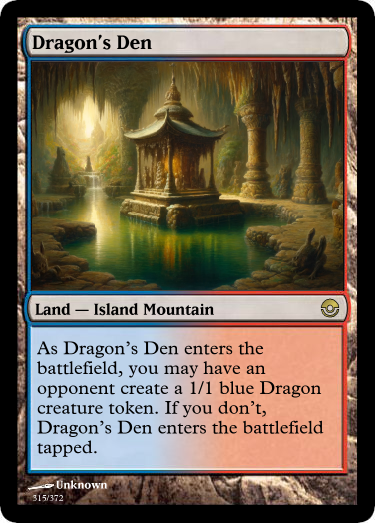 Dragon's Den
Land — Island Mountain
As Dragon's Den enters the
battlefield, you may have an
opponent create a 1/1 blue Dragon
creature token. If you don't,
Dragon's Den enters the battlefield
tapped.
Unknown
315/372